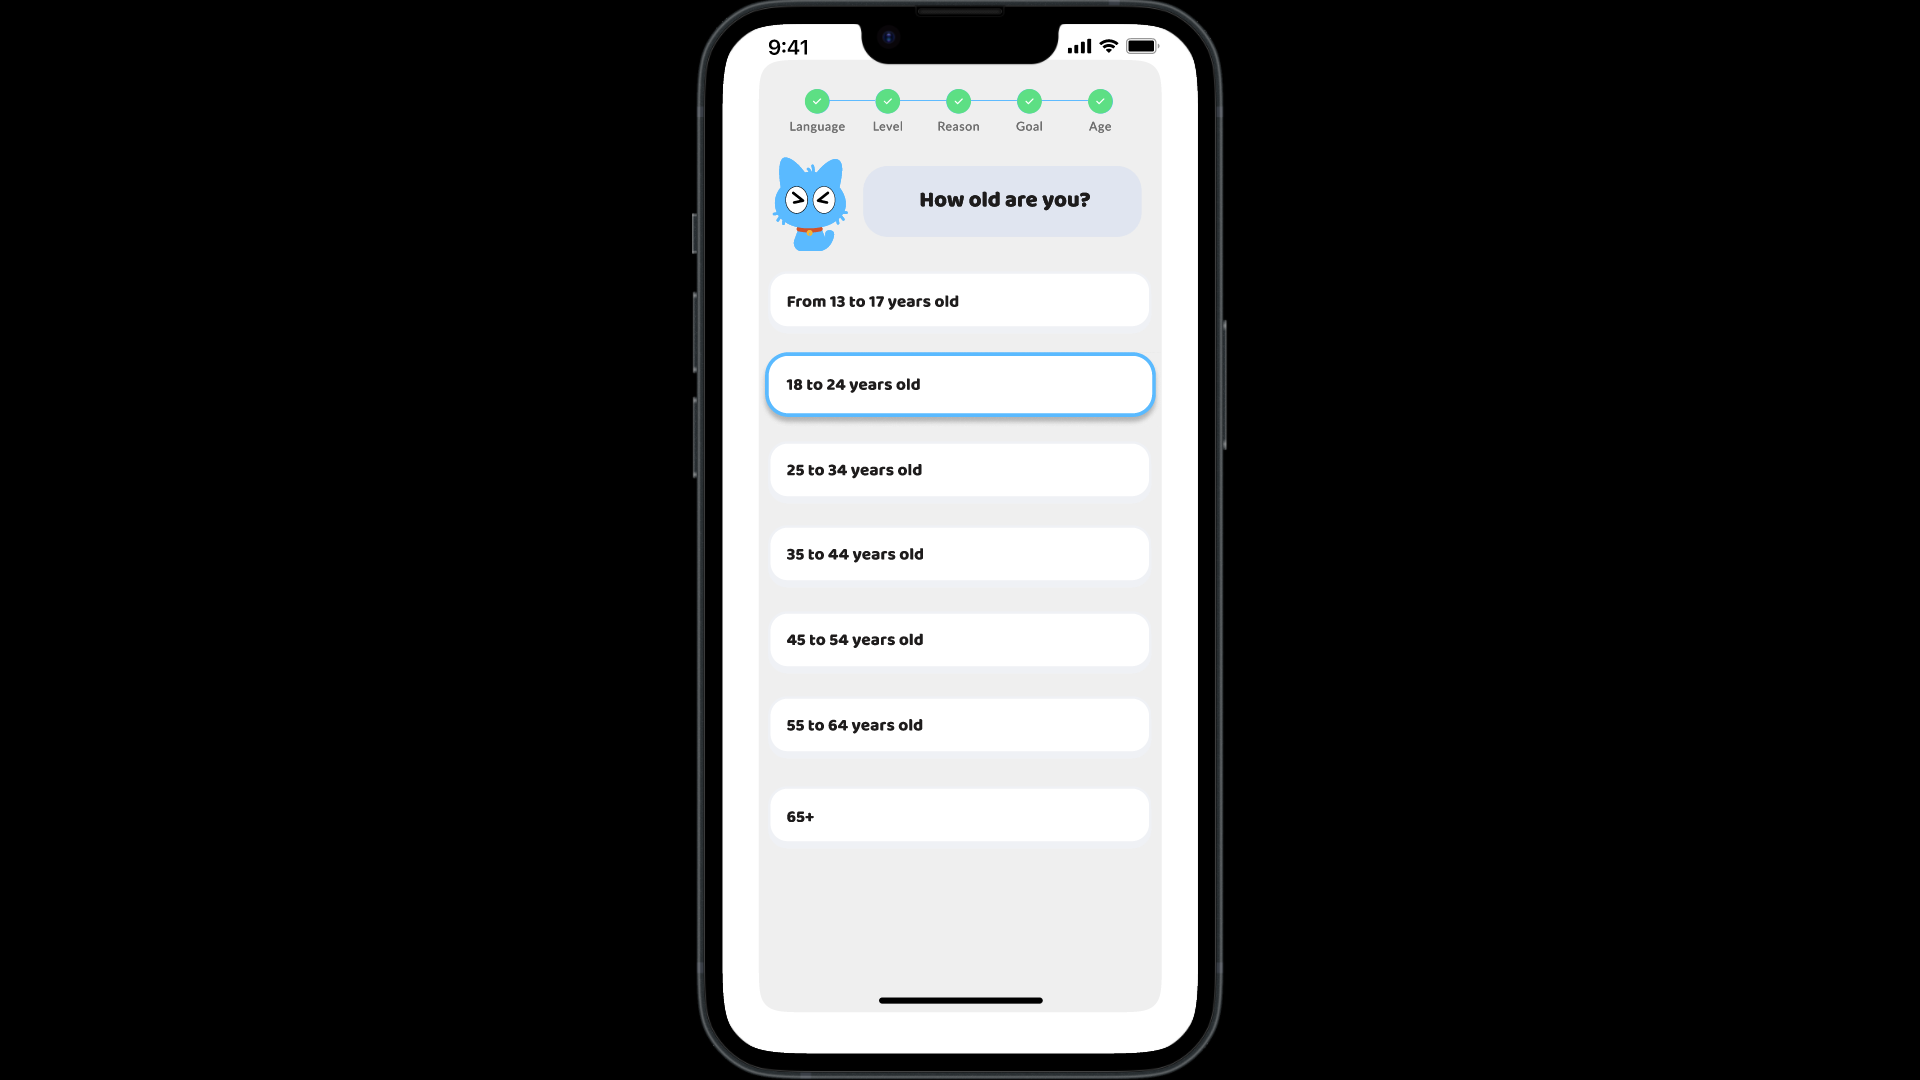 9:41
Language Level Reason Goal Age
How old are you?
From 13 to 17 years old
18 to 24 years old
25 to 34 years old
35 to 44 years old
45 to 54 years old
55 to 64 years old
65+